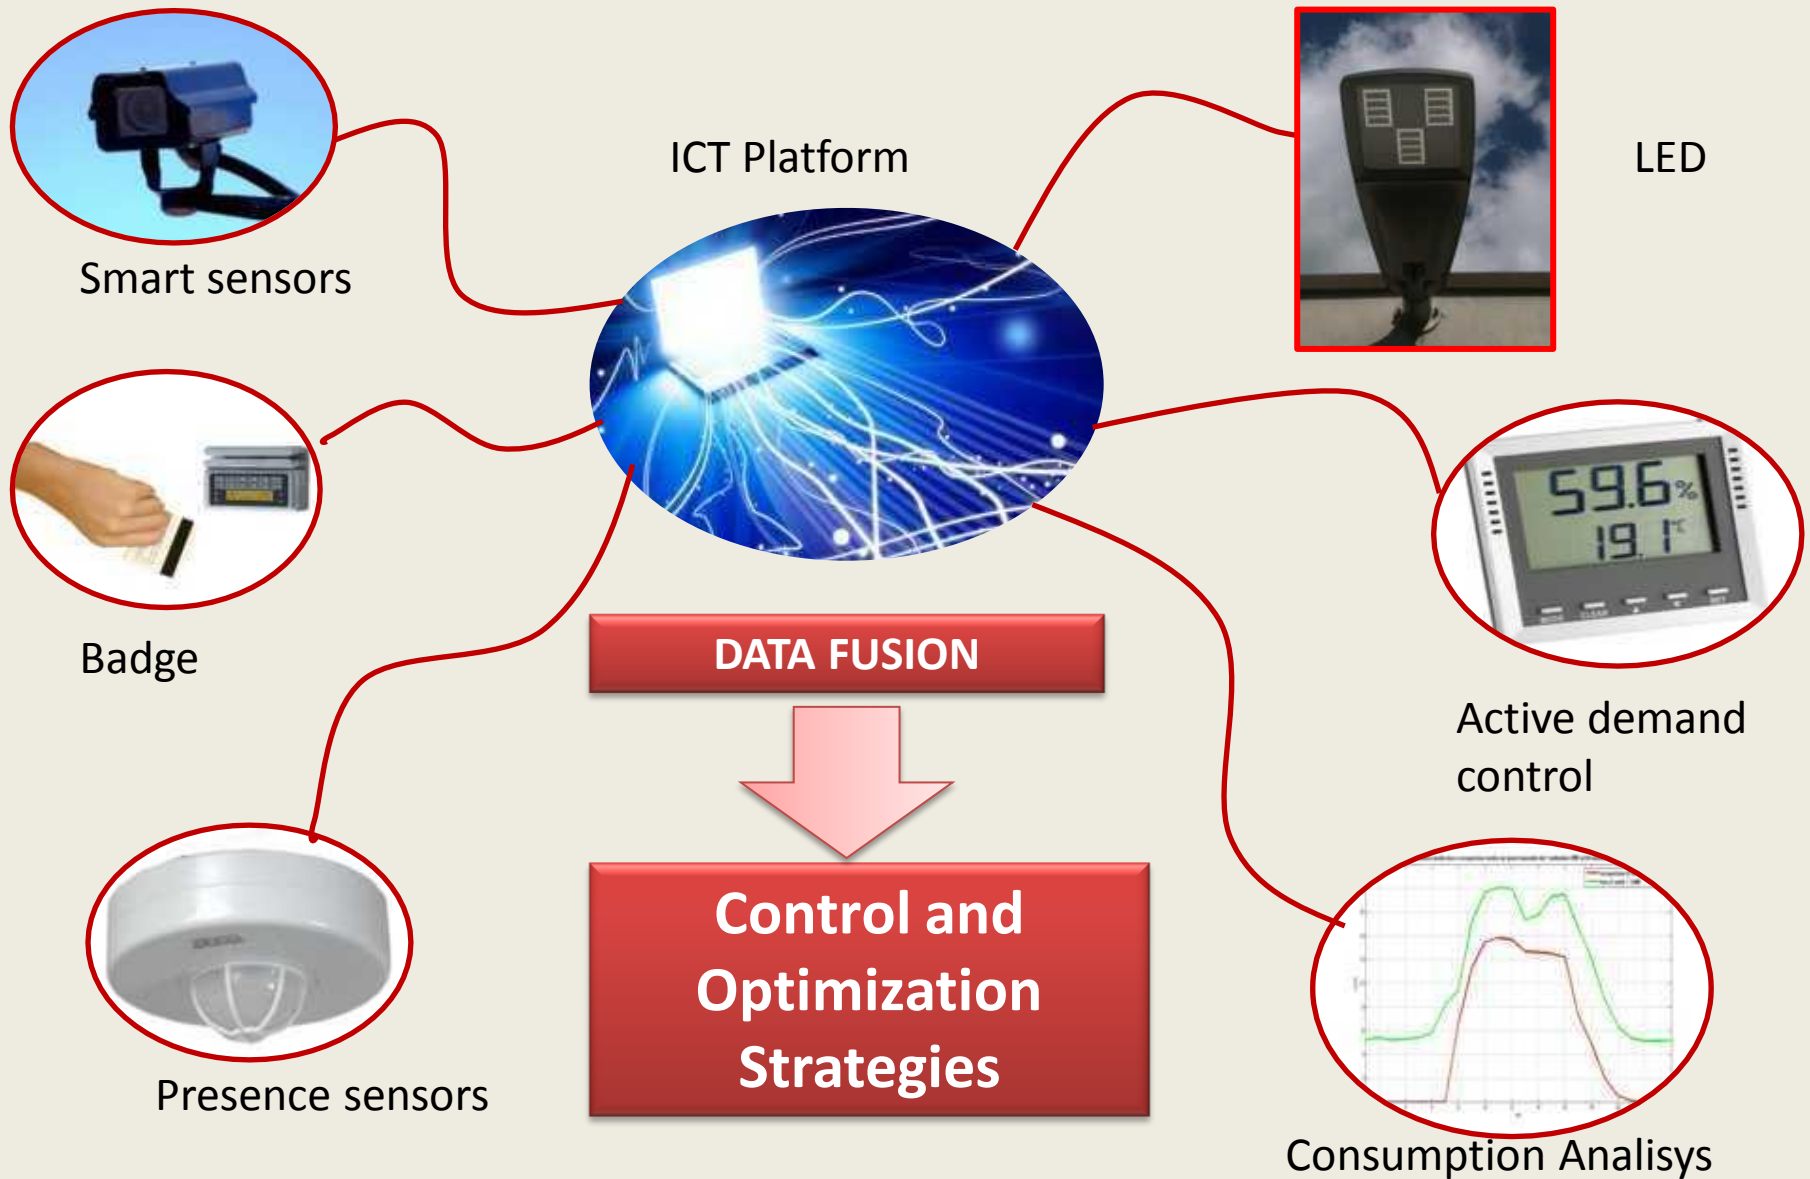 ICT Platform
LED
Smart sensors
59.6%
19.1°C
Badge
DATA FUSION
Active demand
control
Control and
Optimization
Strategies
Presence sensors
Consumption Analisys